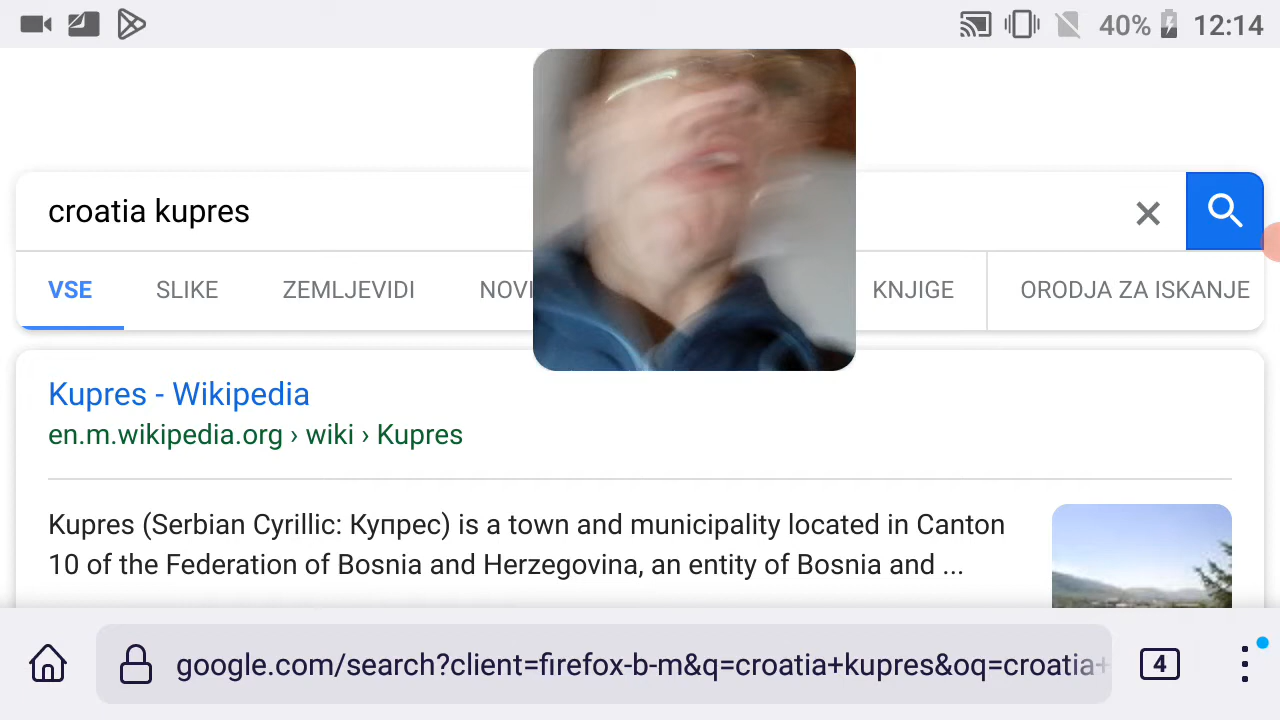 40% 12:14
croatia kupres
VSE SLIKE ZEMLJEVIDI NOVI KNJIGE ORODJA ZA ISKANJE
Kupres - Wikipedia
en.m.wikipedia.org › wiki › Kupres
Kupres (Serbian Cyrillic: Купрес) is a town and municipality located in Canton
10 of the Federation of Bosnia and Herzegovina, an entity of Bosnia and ...
google.com/search?client=firefox-b-m&q=croatia+kupres&oq=croatia+
4